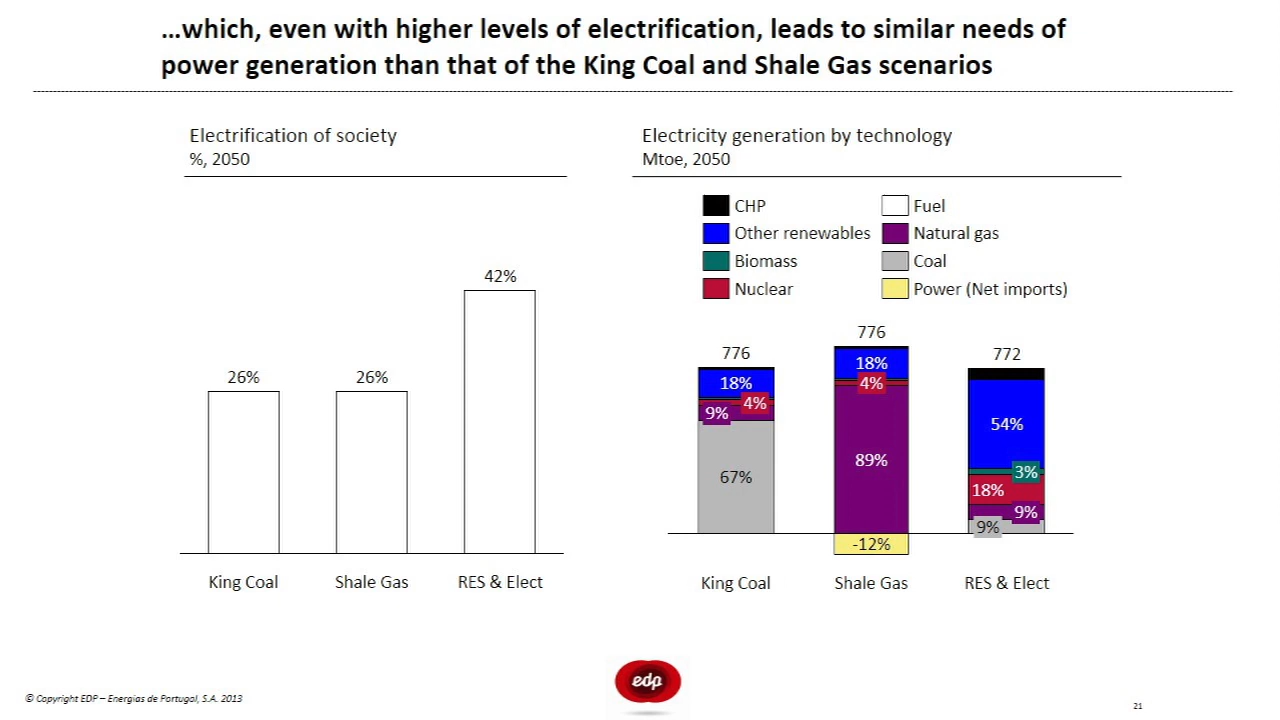 …which, even with higher levels of electrification, leads to similar needs of
power generation than that of the King Coal and Shale Gas scenarios
Electrification of society
%, 2050
26%
26%
42%
King Coal
Shale Gas
RES & Elect
Electricity generation by technology
Mtoe, 2050
CHP
Fuel
Other renewables
Natural gas
Biomass
Coal
Nuclear
Power (Net imports)
776
18%
4%
9%
67%
776
18%
4%
89%
-12%
772
54%
3%
18%
9%
9%
King Coal
Shale Gas
RES & Elect
edp
© Copyright EDP – Energias de Portugal, S.A. 2013
21